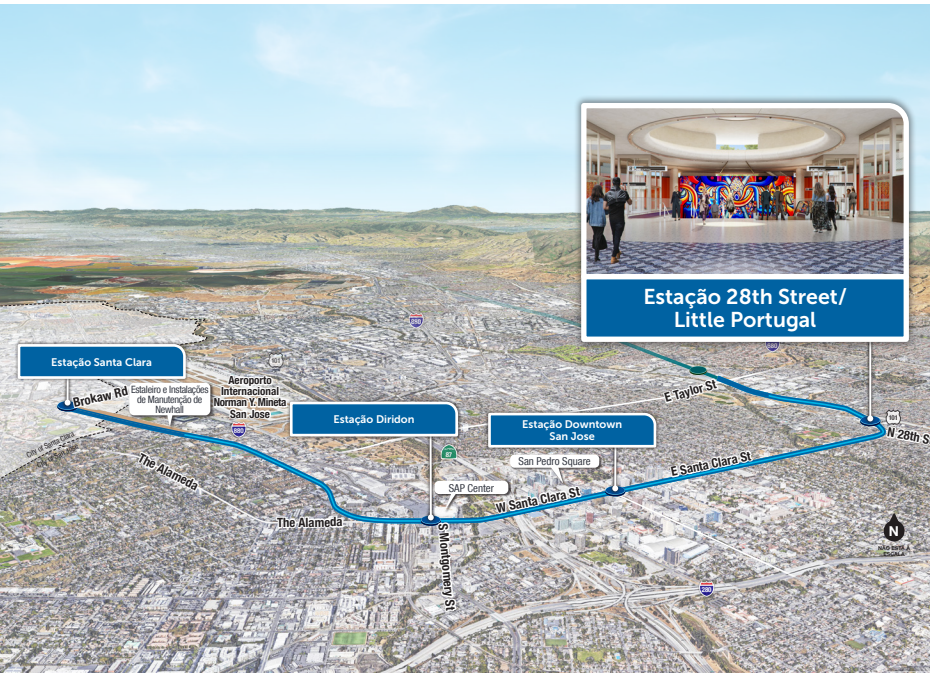 Estação 28th Street/
Little Portugal
880
680
Estação Santa Clara
101
Brokaw Rd
Estaleiro e Instalações
de Manutenção de
Newhall
Aeroporto
Internacional
Norman Y. Mineta
San Jose
E Taylor St
880
Estação Diridon
Estação Downtown
San Jose
101
N 28th S
City of Santa Clara
The Alameda
87
San Pedro Square
E Santa Clara St
SAP Center
W Santa Clara St
The Alameda
S Montgomery St
N
NÃO ESTÁ À
ESCALA
280